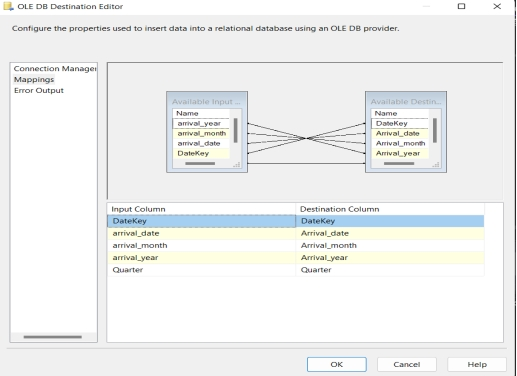 OLE DB Destination Editor
Configure the properties used to insert data into a relational database using an OLE DB provider.
Connection Manager
Mappings
Error Output
Available Input ...
Name
arrival_year
arrival_month
arrival_date
DateKey
Available Destin...
Name
DateKey
Arrival_date
Arrival_month
Arrival_year
Input Column Destination Column
DateKey DateKey
arrival_date Arrival_date
arrival_month Arrival_month
arrival_year Arrival_year
Quarter Quarter
OK Cancel Help